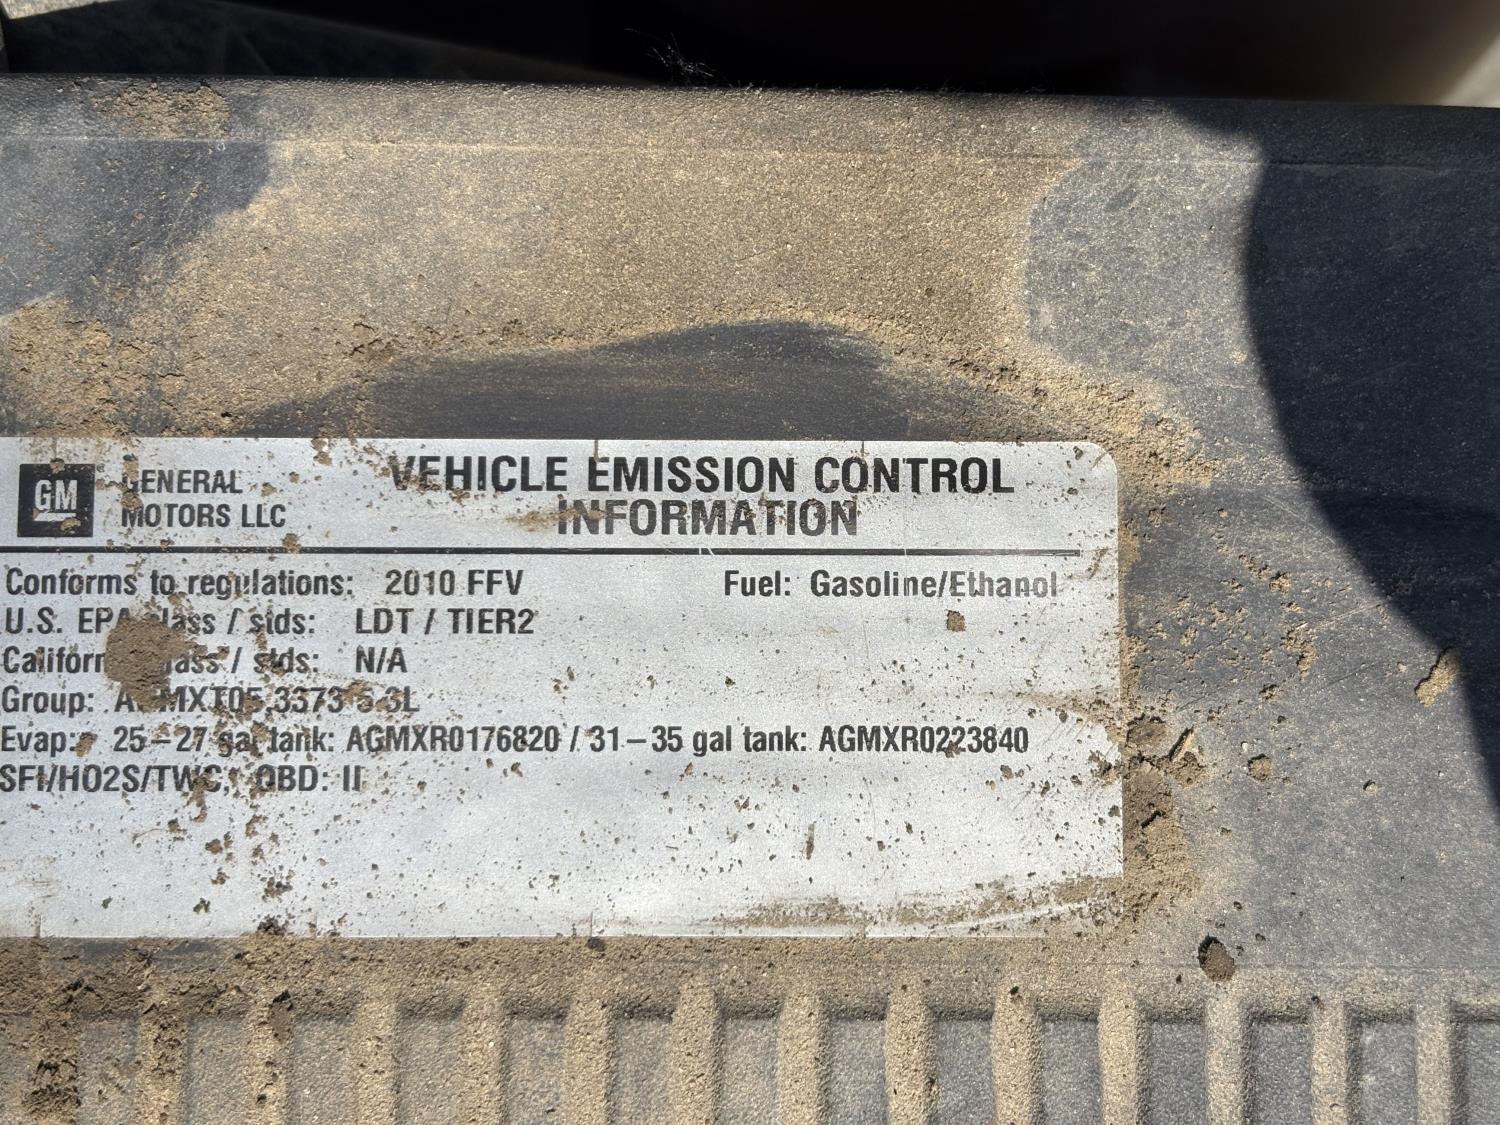 GM
GENERAL
MOTORS LLC
VEHICLE EMISSION CONTROL
INFORMATION
Conforms to regulations: 2010 FFV
Fuel: Gasoline/Ethanol
U.S. EPA class / stds: LDT / TIER2
California class / stds: N/A
Group: 5.3L
Evap: 25-27 gal tank: AGMXR0176820 / 31-35 gal tank: AGMXR0223840
SFI/HO2S/TWC, OBD: II